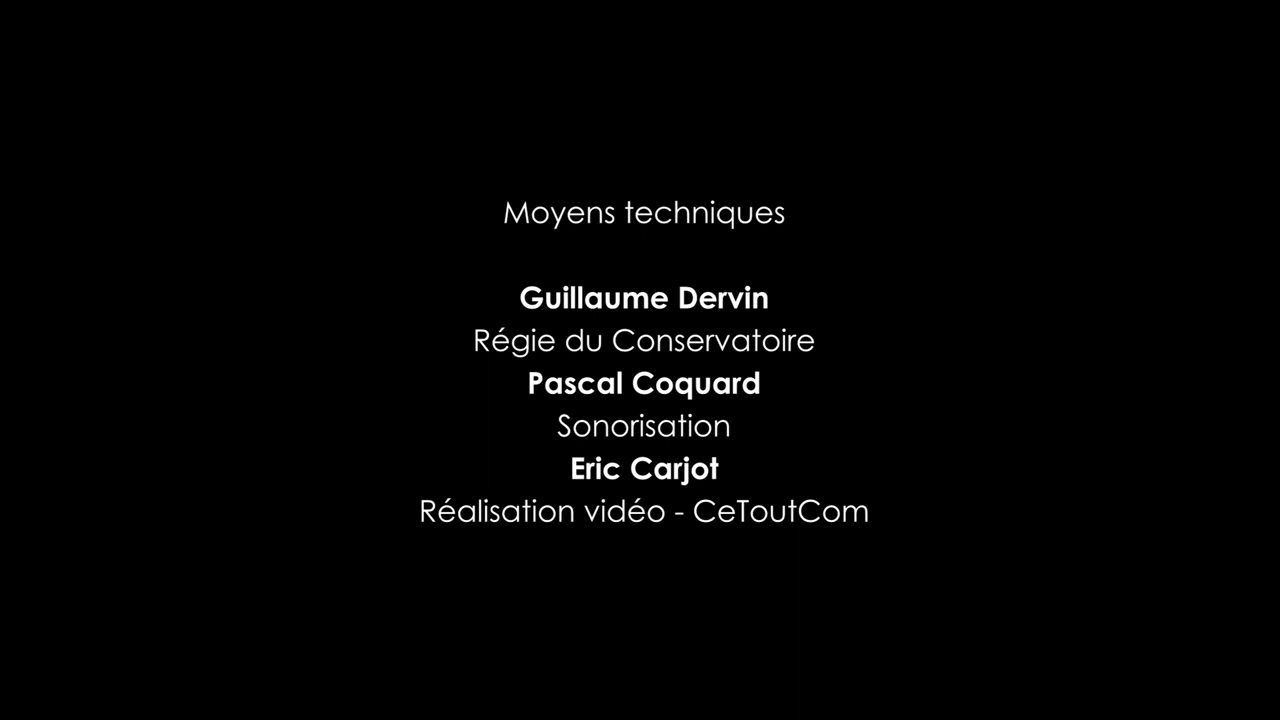 Moyens techniques
Guillaume Dervin
Régie du Conservatoire
Pascal Coquard
Sonorisation
Eric Carjot
Réalisation vidéo - CeToutCom